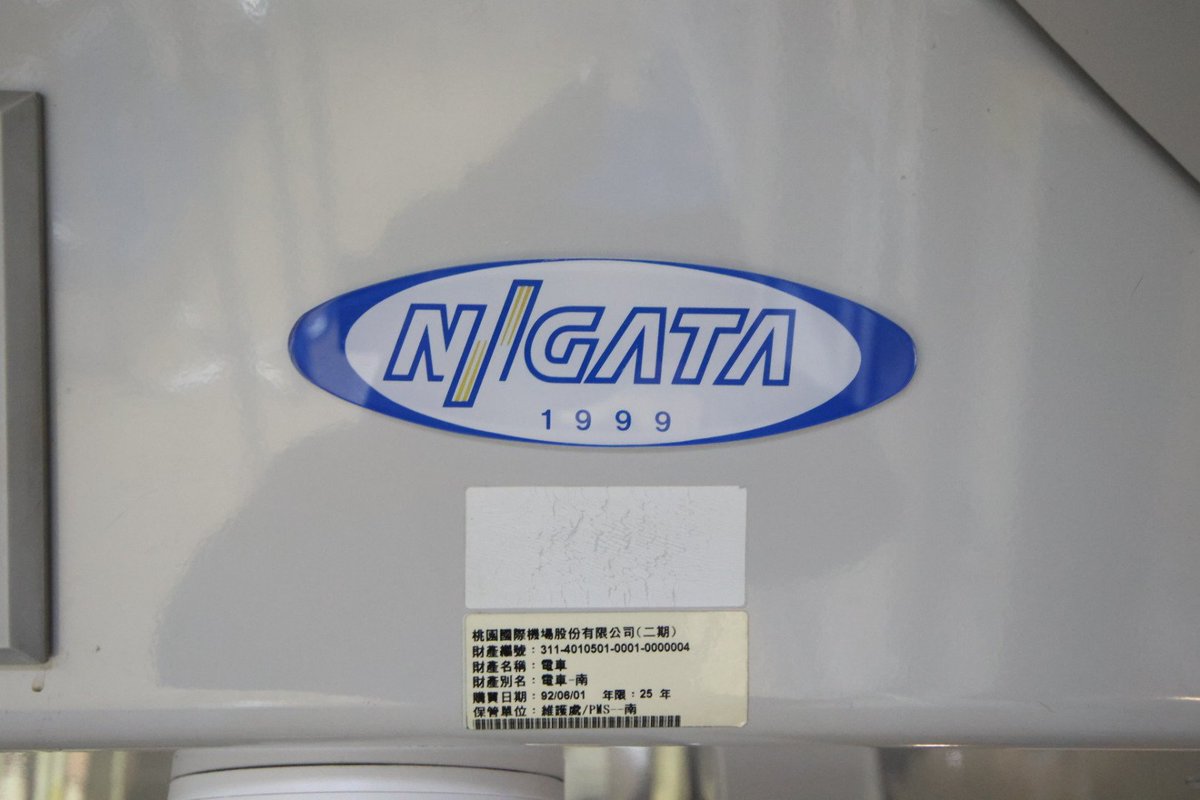 NIIGATA
1999
桃園國際機場股份有限公司(二期)
財產編號：311-4010501-0001-0000004
財產名稱：電車
財產別名：電車-南
購買日期：92/06/01 年限：25 年
保管單位：維護處/PMS--南